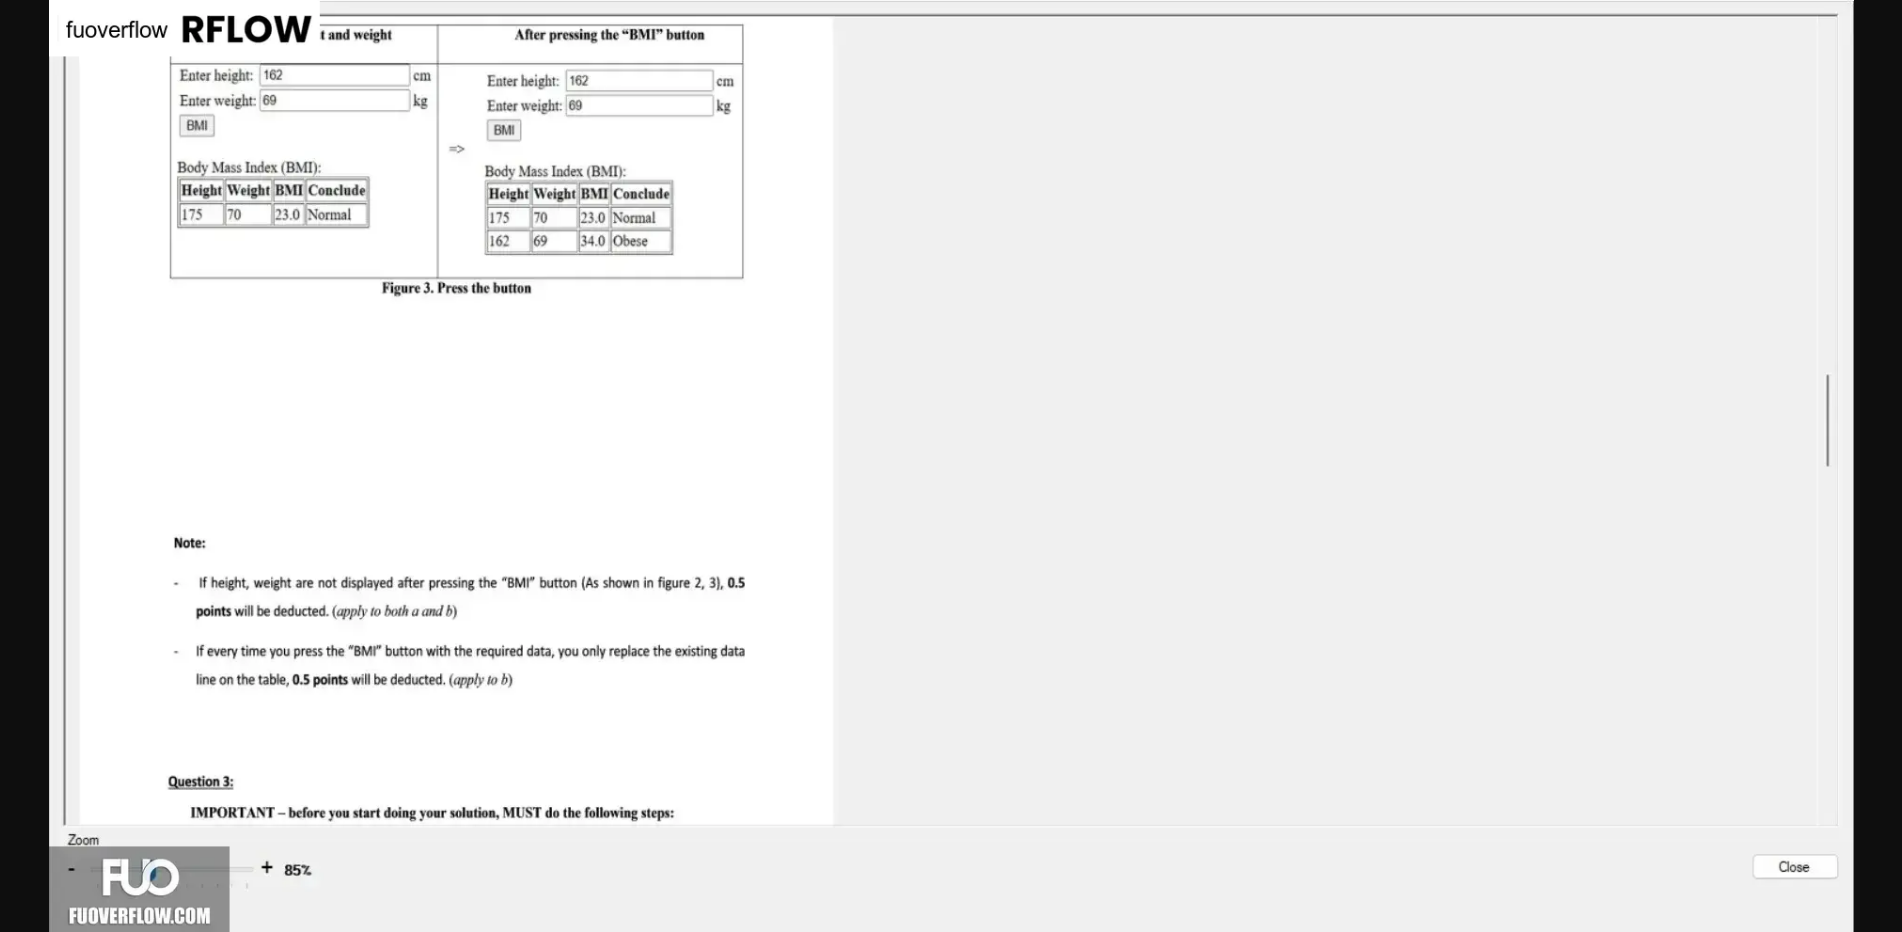 fuoverflow RFLOW t and weight After pressing the “BMI” button
Enter height: 162 cm
Enter weight: 69 kg
BMI
Body Mass Index (BMI):
Height Weight BMI Conclude
175 70 23.0 Normal
=>
Enter height: 162 cm
Enter weight: 69 kg
BMI
Body Mass Index (BMI):
Height Weight BMI Conclude
175 70 23.0 Normal
162 69 34.0 Obese
Figure 3. Press the button
Note:
- If height, weight are not displayed after pressing the “BMI” button (As shown in figure 2, 3), 0.5
points will be deducted. (apply to both a and b)
- If every time you press the “BMI” button with the required data, you only replace the existing data
line on the table, 0.5 points will be deducted. (apply to b)
Question 3:
IMPORTANT – before you start doing your solution, MUST do the following steps:
Zoom
- + 85%
Close
FUO
FUOVERFLOW.COM